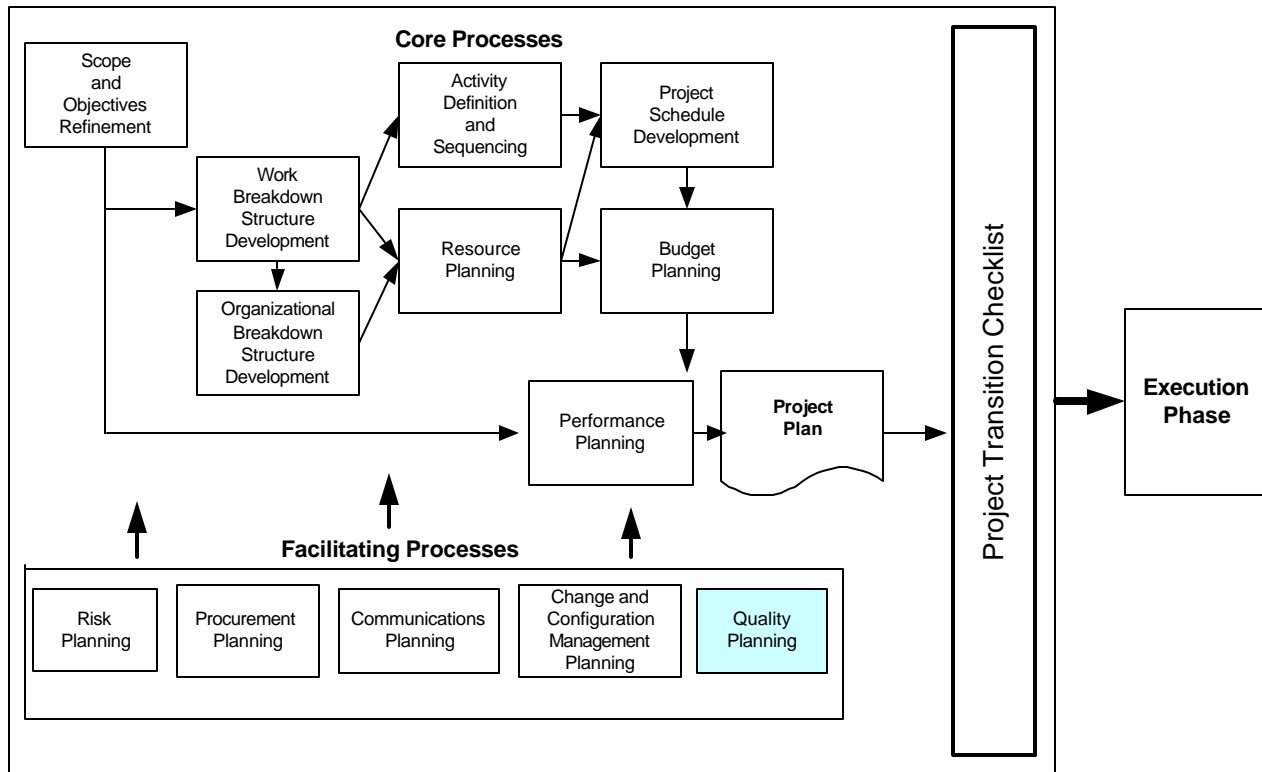 Core Processes
Scope
and
Objectives
Refinement
Activity
Definition
and
Sequencing
Project
Schedule
Development
Work
Breakdown
Structure
Development
Resource
Planning
Budget
Planning
Organizational
Breakdown
Structure
Development
Performance
Planning
Project
Plan
Project Transition Checklist
Execution
Phase
Facilitating Processes
Risk
Planning
Procurement
Planning
Communications
Planning
Change and
Configuration
Management
Planning
Quality
Planning